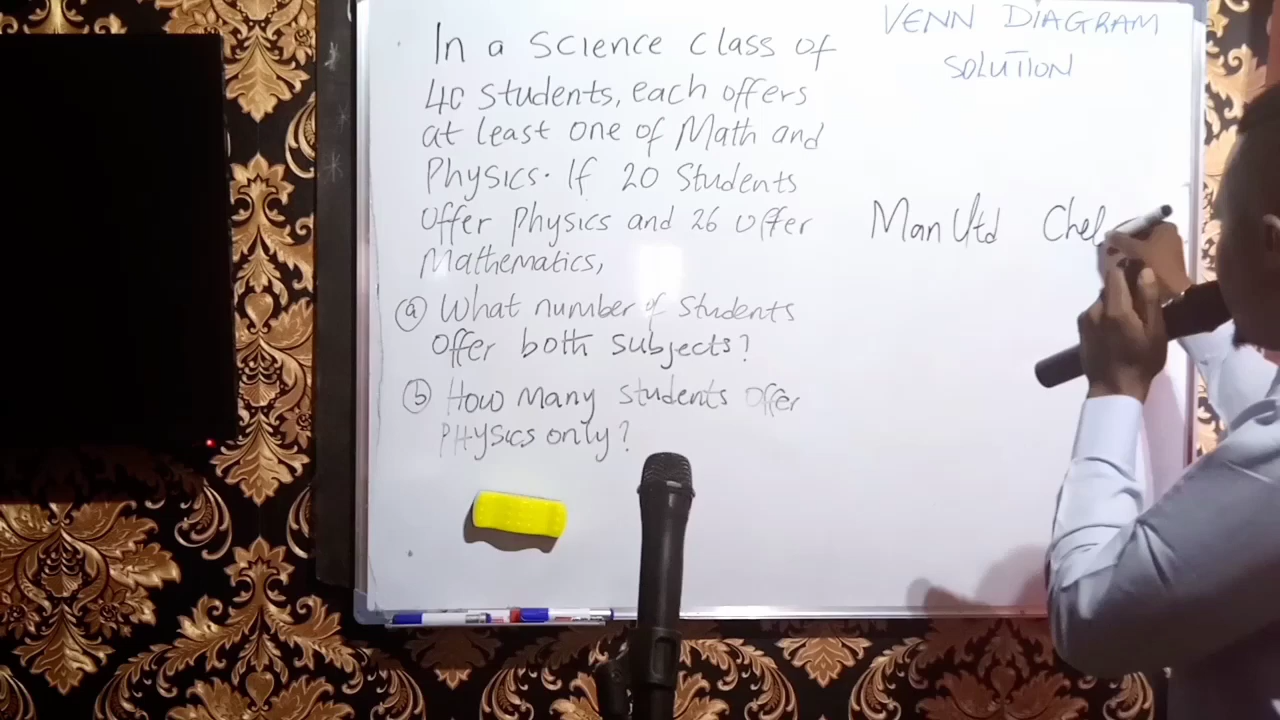 In a science class of
40 students, each offers
at least one of Math and
Physics. If 20 Students
Offer Physics and 26 offer
Mathematics,
(a) What number of students
offer both subjects?
(b) How many students offer
PHysics only?
VENN DIAGRAM
SOLUTION
Man Utd Chel